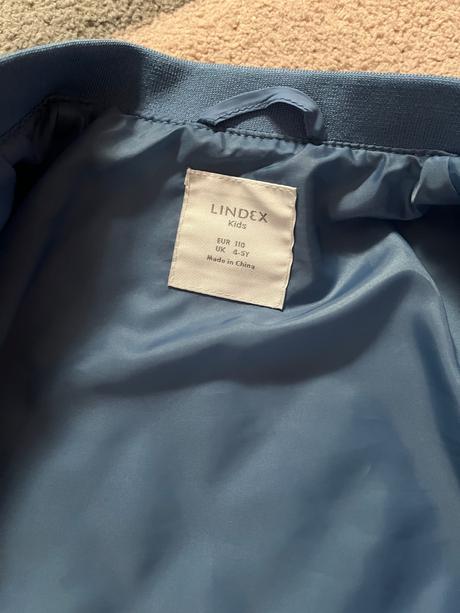 LINDEX
Kids
EUR 110
UK 4-5Y
Made in China